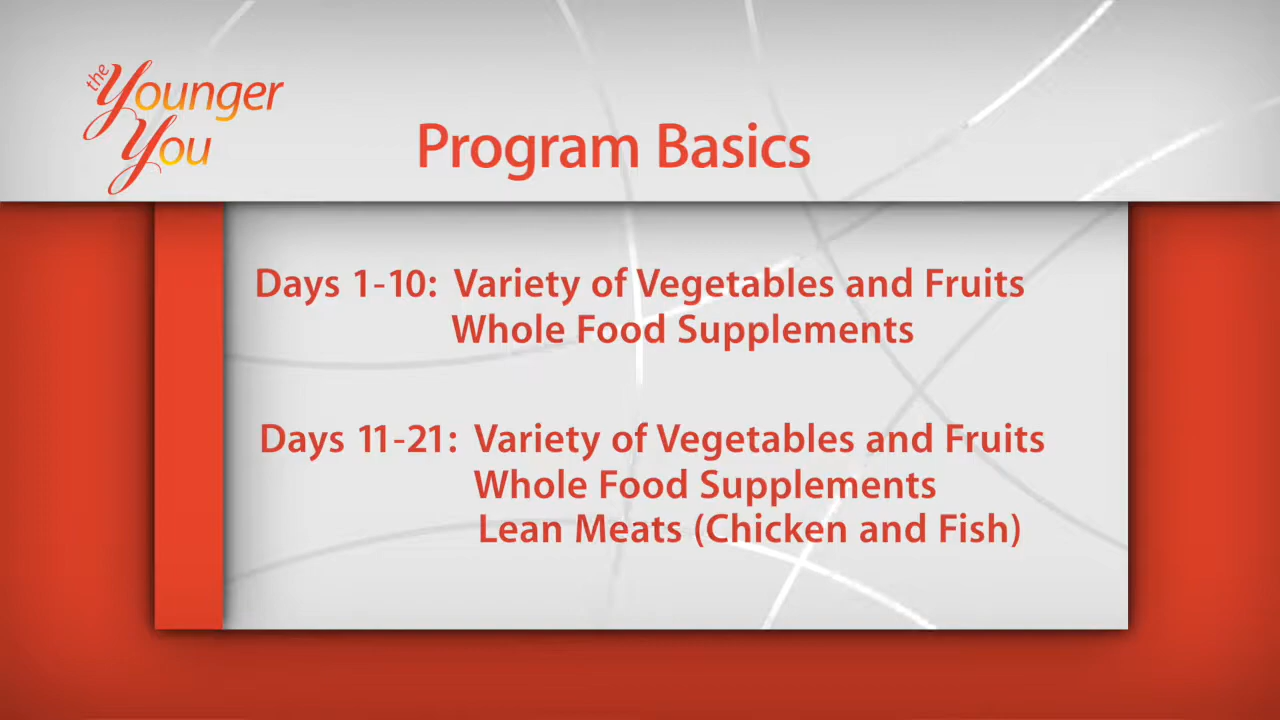 the Younger
You
Program Basics
Days 1-10: Variety of Vegetables and Fruits
Whole Food Supplements
Days 11-21: Variety of Vegetables and Fruits
Whole Food Supplements
Lean Meats (Chicken and Fish)